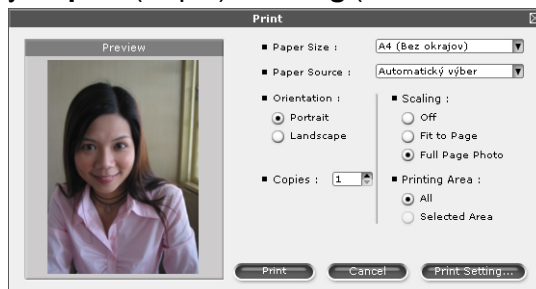 Print
Preview
Paper Size :
A4 (Bez okrajov)
Paper Source :
Automatický výber
Orientation :
Portrait
Landscape
Scaling :
Off
Fit to Page
Full Page Photo
Copies :
1
Printing Area :
All
Selected Area
Print
Cancel
Print Setting...